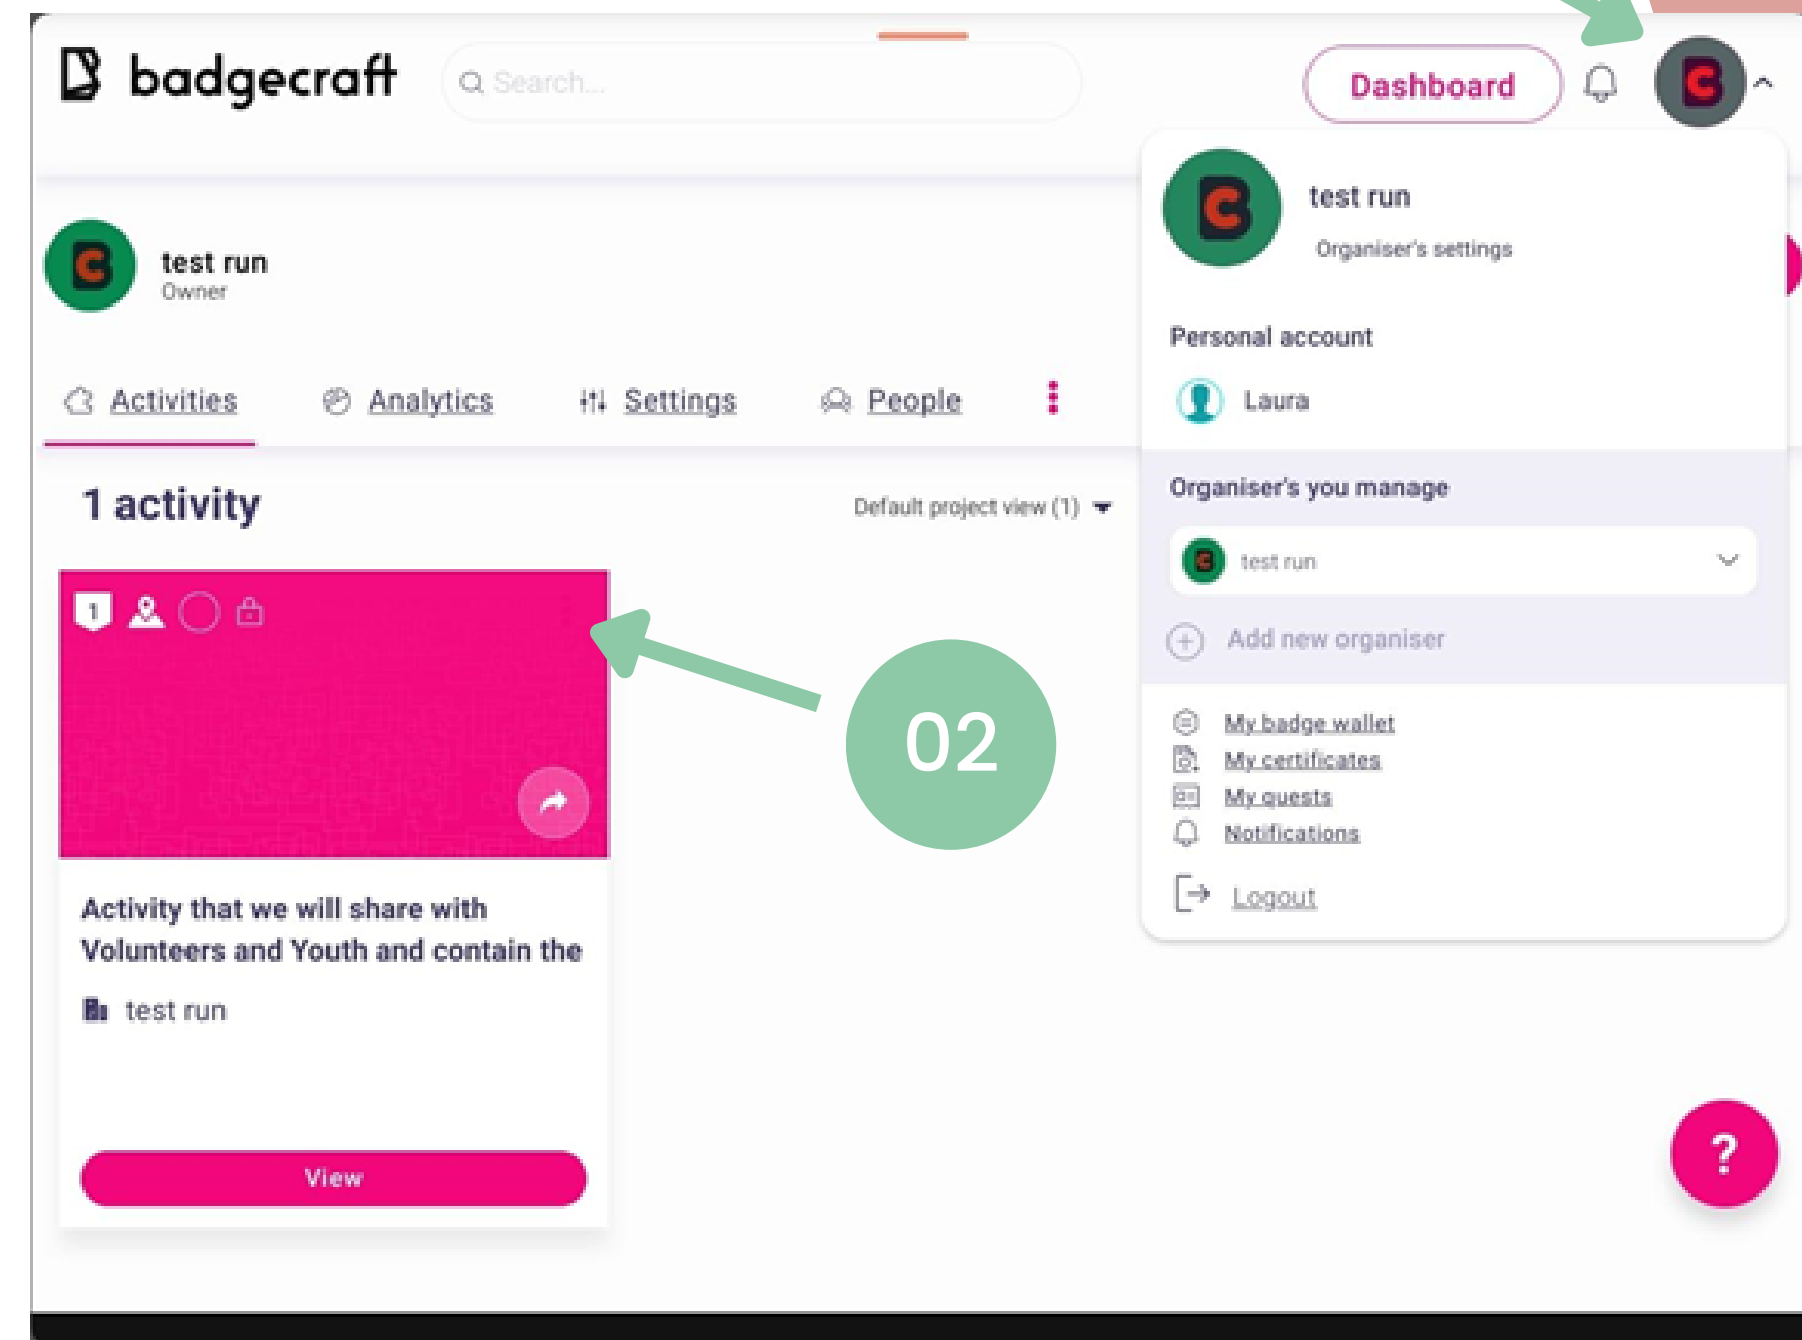 badgecraft
Search...
Dashboard
test run
Owner
Activities
Analytics
Settings
People
1 activity
Default project view (1)
1
Activity that we will share with
Volunteers and Youth and contain the
test run
View
02
test run
Organiser's settings
Personal account
Laura
Organiser's you manage
test run
Add new organiser
My badge wallet
My certificates
My quests
Notifications
Logout
?